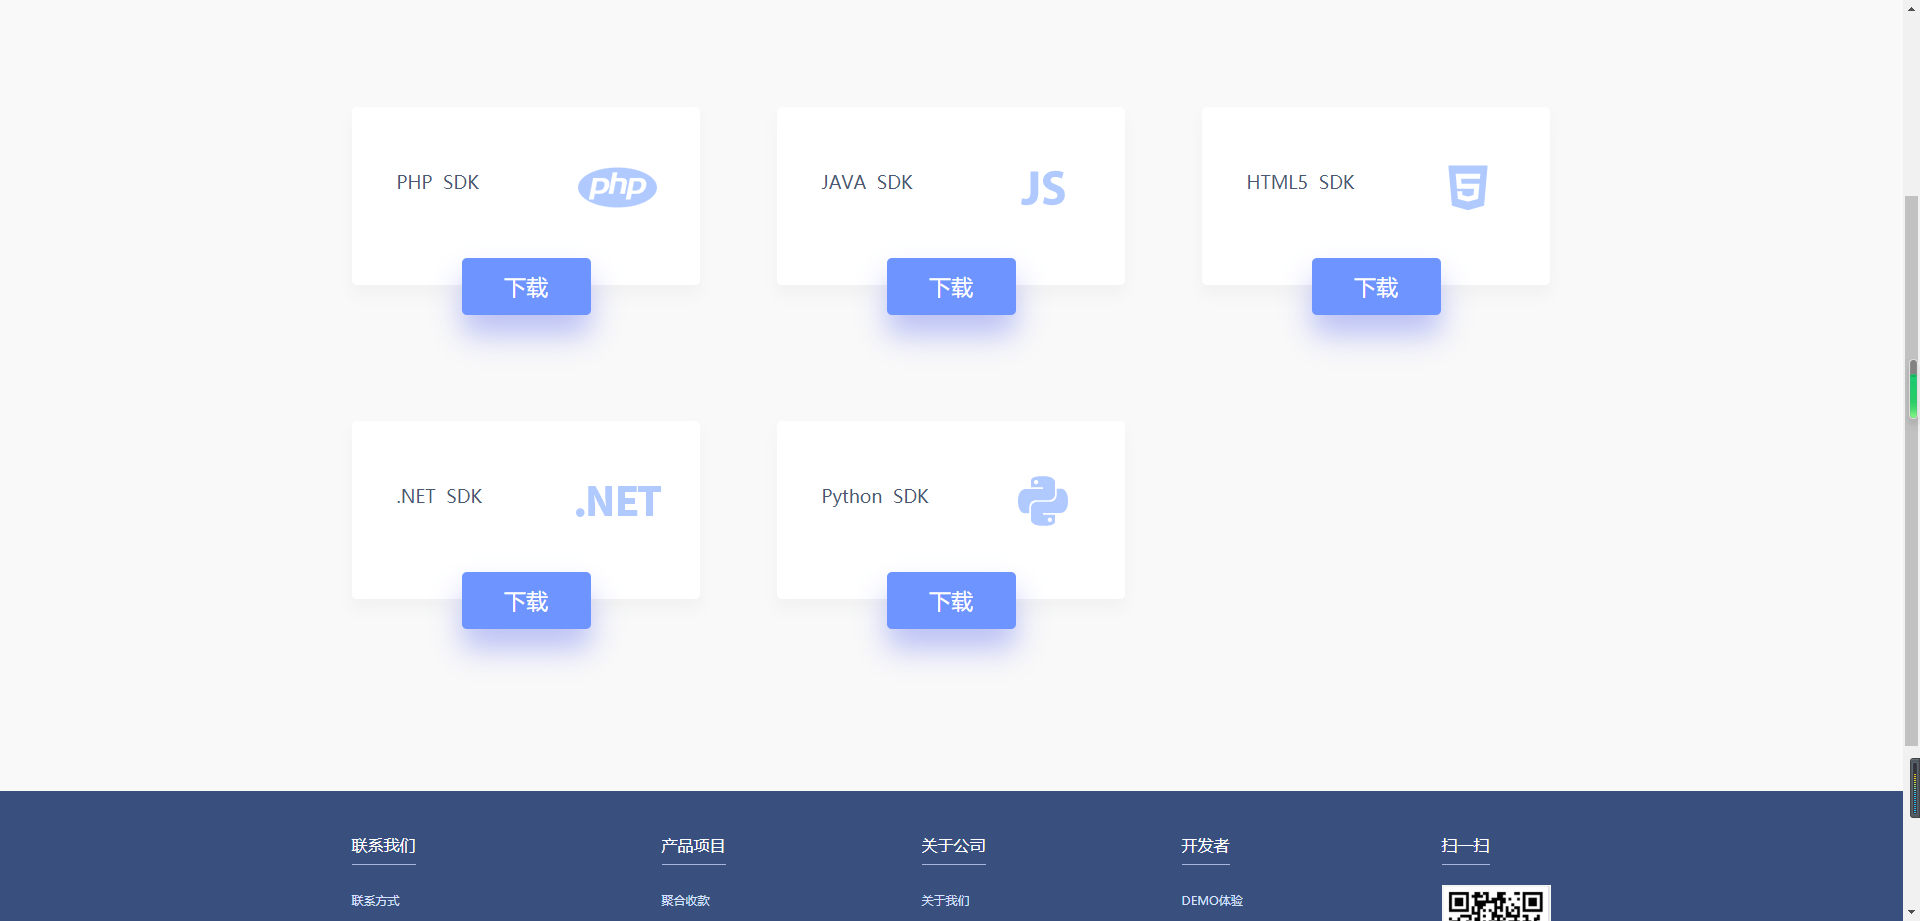 PHP SDK
php
JAVA SDK
JS
HTML5 SDK
5
下载
下载
下载
.NET SDK
.NET
Python SDK
下载
下载
联系我们
产品项目
关于公司
开发者
扫一扫
联系方式
聚合收款
关于我们
DEMO体验